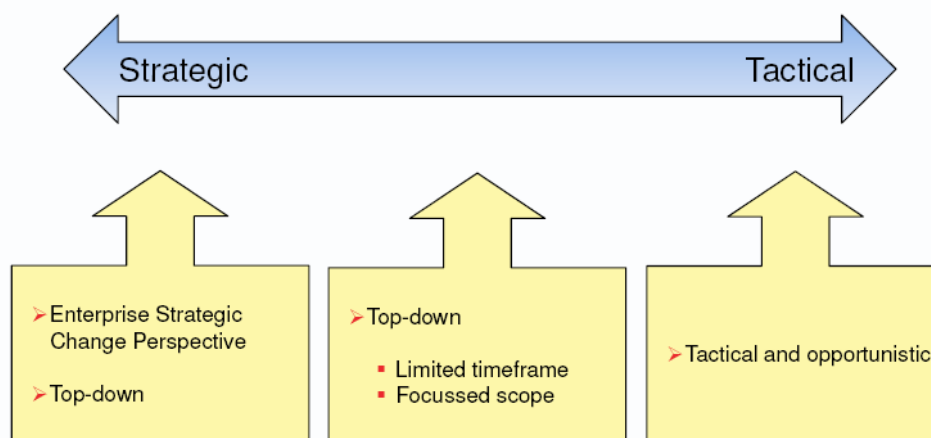 Strategic
Tactical
Enterprise Strategic
Change Perspective
Top-down
Top-down
Limited timeframe
Focussed scope
Tactical and opportunistic